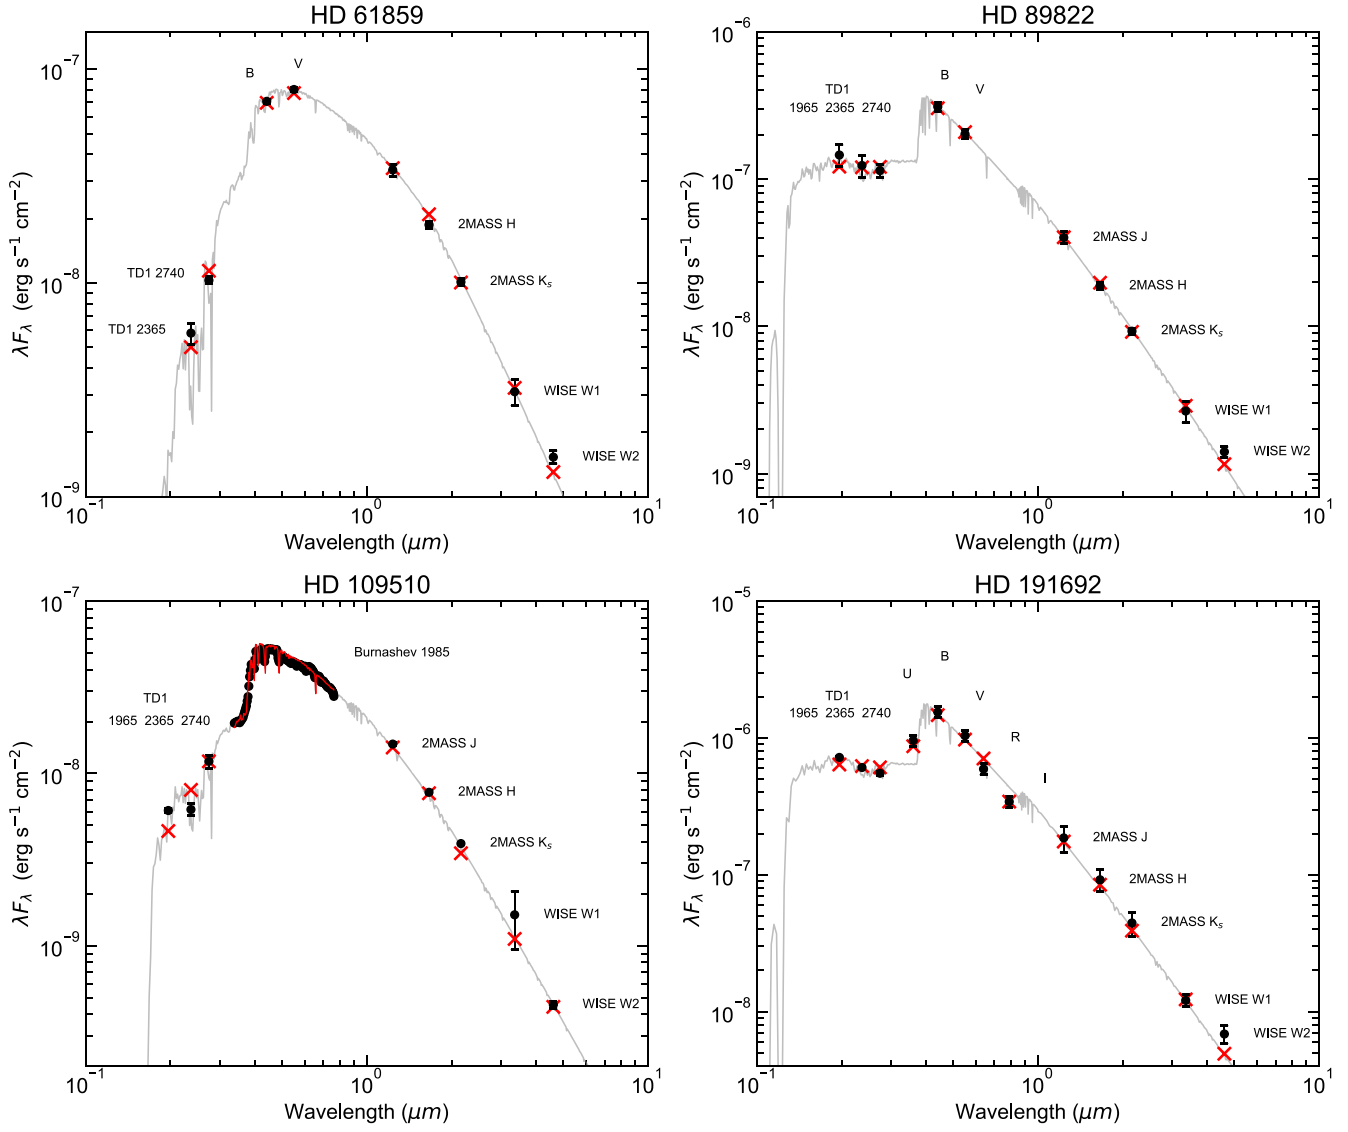 HD 61859
10⁻⁷
B
V
2MASS H
TD1 2740
2MASS Kₛ
10⁻⁸
TD1 2365
WISE W1
WISE W2
10⁻⁹
10⁻¹
10⁰
10¹
λF_λ (erg s⁻¹ cm⁻²)
Wavelength (μm)
HD 89822
10⁻⁶
B
V
TD1
1965 2365 2740
10⁻⁷
2MASS J
2MASS H
10⁻⁸
2MASS Kₛ
WISE W1
WISE W2
10⁻⁹
10⁻¹
10⁰
10¹
λF_λ (erg s⁻¹ cm⁻²)
Wavelength (μm)
HD 109510
10⁻⁷
Burnashev 1985
TD1
1965 2365 2740
2MASS J
10⁻⁸
2MASS H
2MASS Kₛ
WISE W1
10⁻⁹
WISE W2
10⁻¹
10⁰
10¹
λF_λ (erg s⁻¹ cm⁻²)
Wavelength (μm)
HD 191692
10⁻⁵
B
U
V
TD1
1965 2365 2740
R
10⁻⁶
I
2MASS J
10⁻⁷
2MASS H
2MASS Kₛ
WISE W1
10⁻⁸
WISE W2
10⁻¹
10⁰
10¹
λF_λ (erg s⁻¹ cm⁻²)
Wavelength (μm)